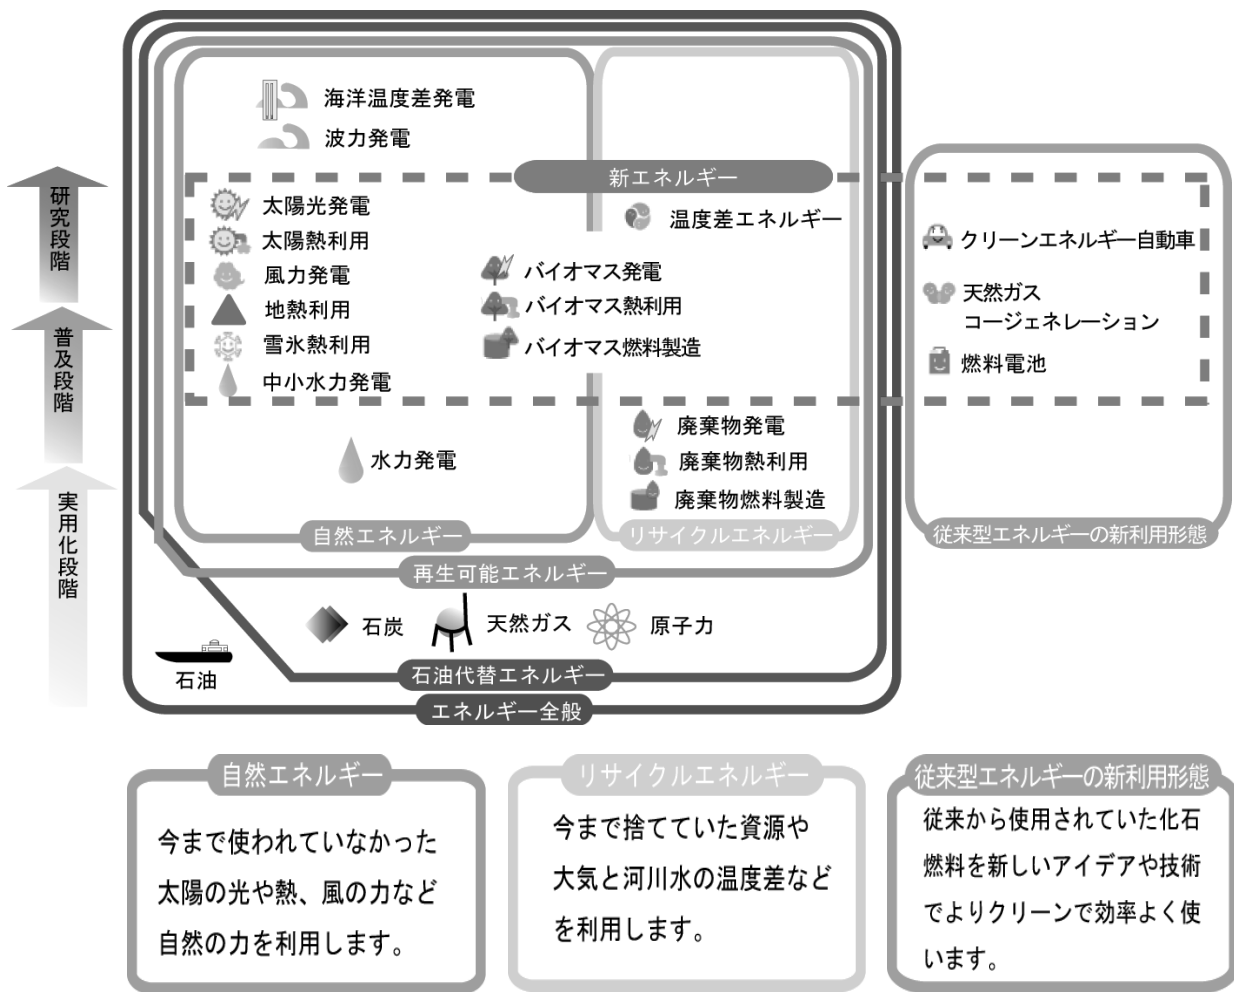 海洋温度差発電
波力発電
新エネルギー
太陽光発電
太陽熱利用
風力発電
地熱利用
雪氷熱利用
中小水力発電
温度差エネルギー
バイオマス発電
バイオマス熱利用
バイオマス燃料製造
クリーンエネルギー自動車
天然ガス
コージェネレーション
燃料電池
水力発電
廃棄物発電
廃棄物熱利用
廃棄物燃料製造
自然エネルギー
リサイクルエネルギー
従来型エネルギーの新利用形態
再生可能エネルギー
石炭
天然ガス
原子力
石油
石油代替エネルギー
エネルギー全般
研究段階
普及段階
実用化段階
自然エネルギー
今まで使われていなかった
太陽の光や熱、風の力など
自然の力を利用します。
リサイクルエネルギー
今まで捨てていた資源や
大気と河川水の温度差など
を利用します。
従来型エネルギーの新利用形態
従来から使用されていた化石
燃料を新しいアイデアや技術
でよりクリーンで効率よく使
います。